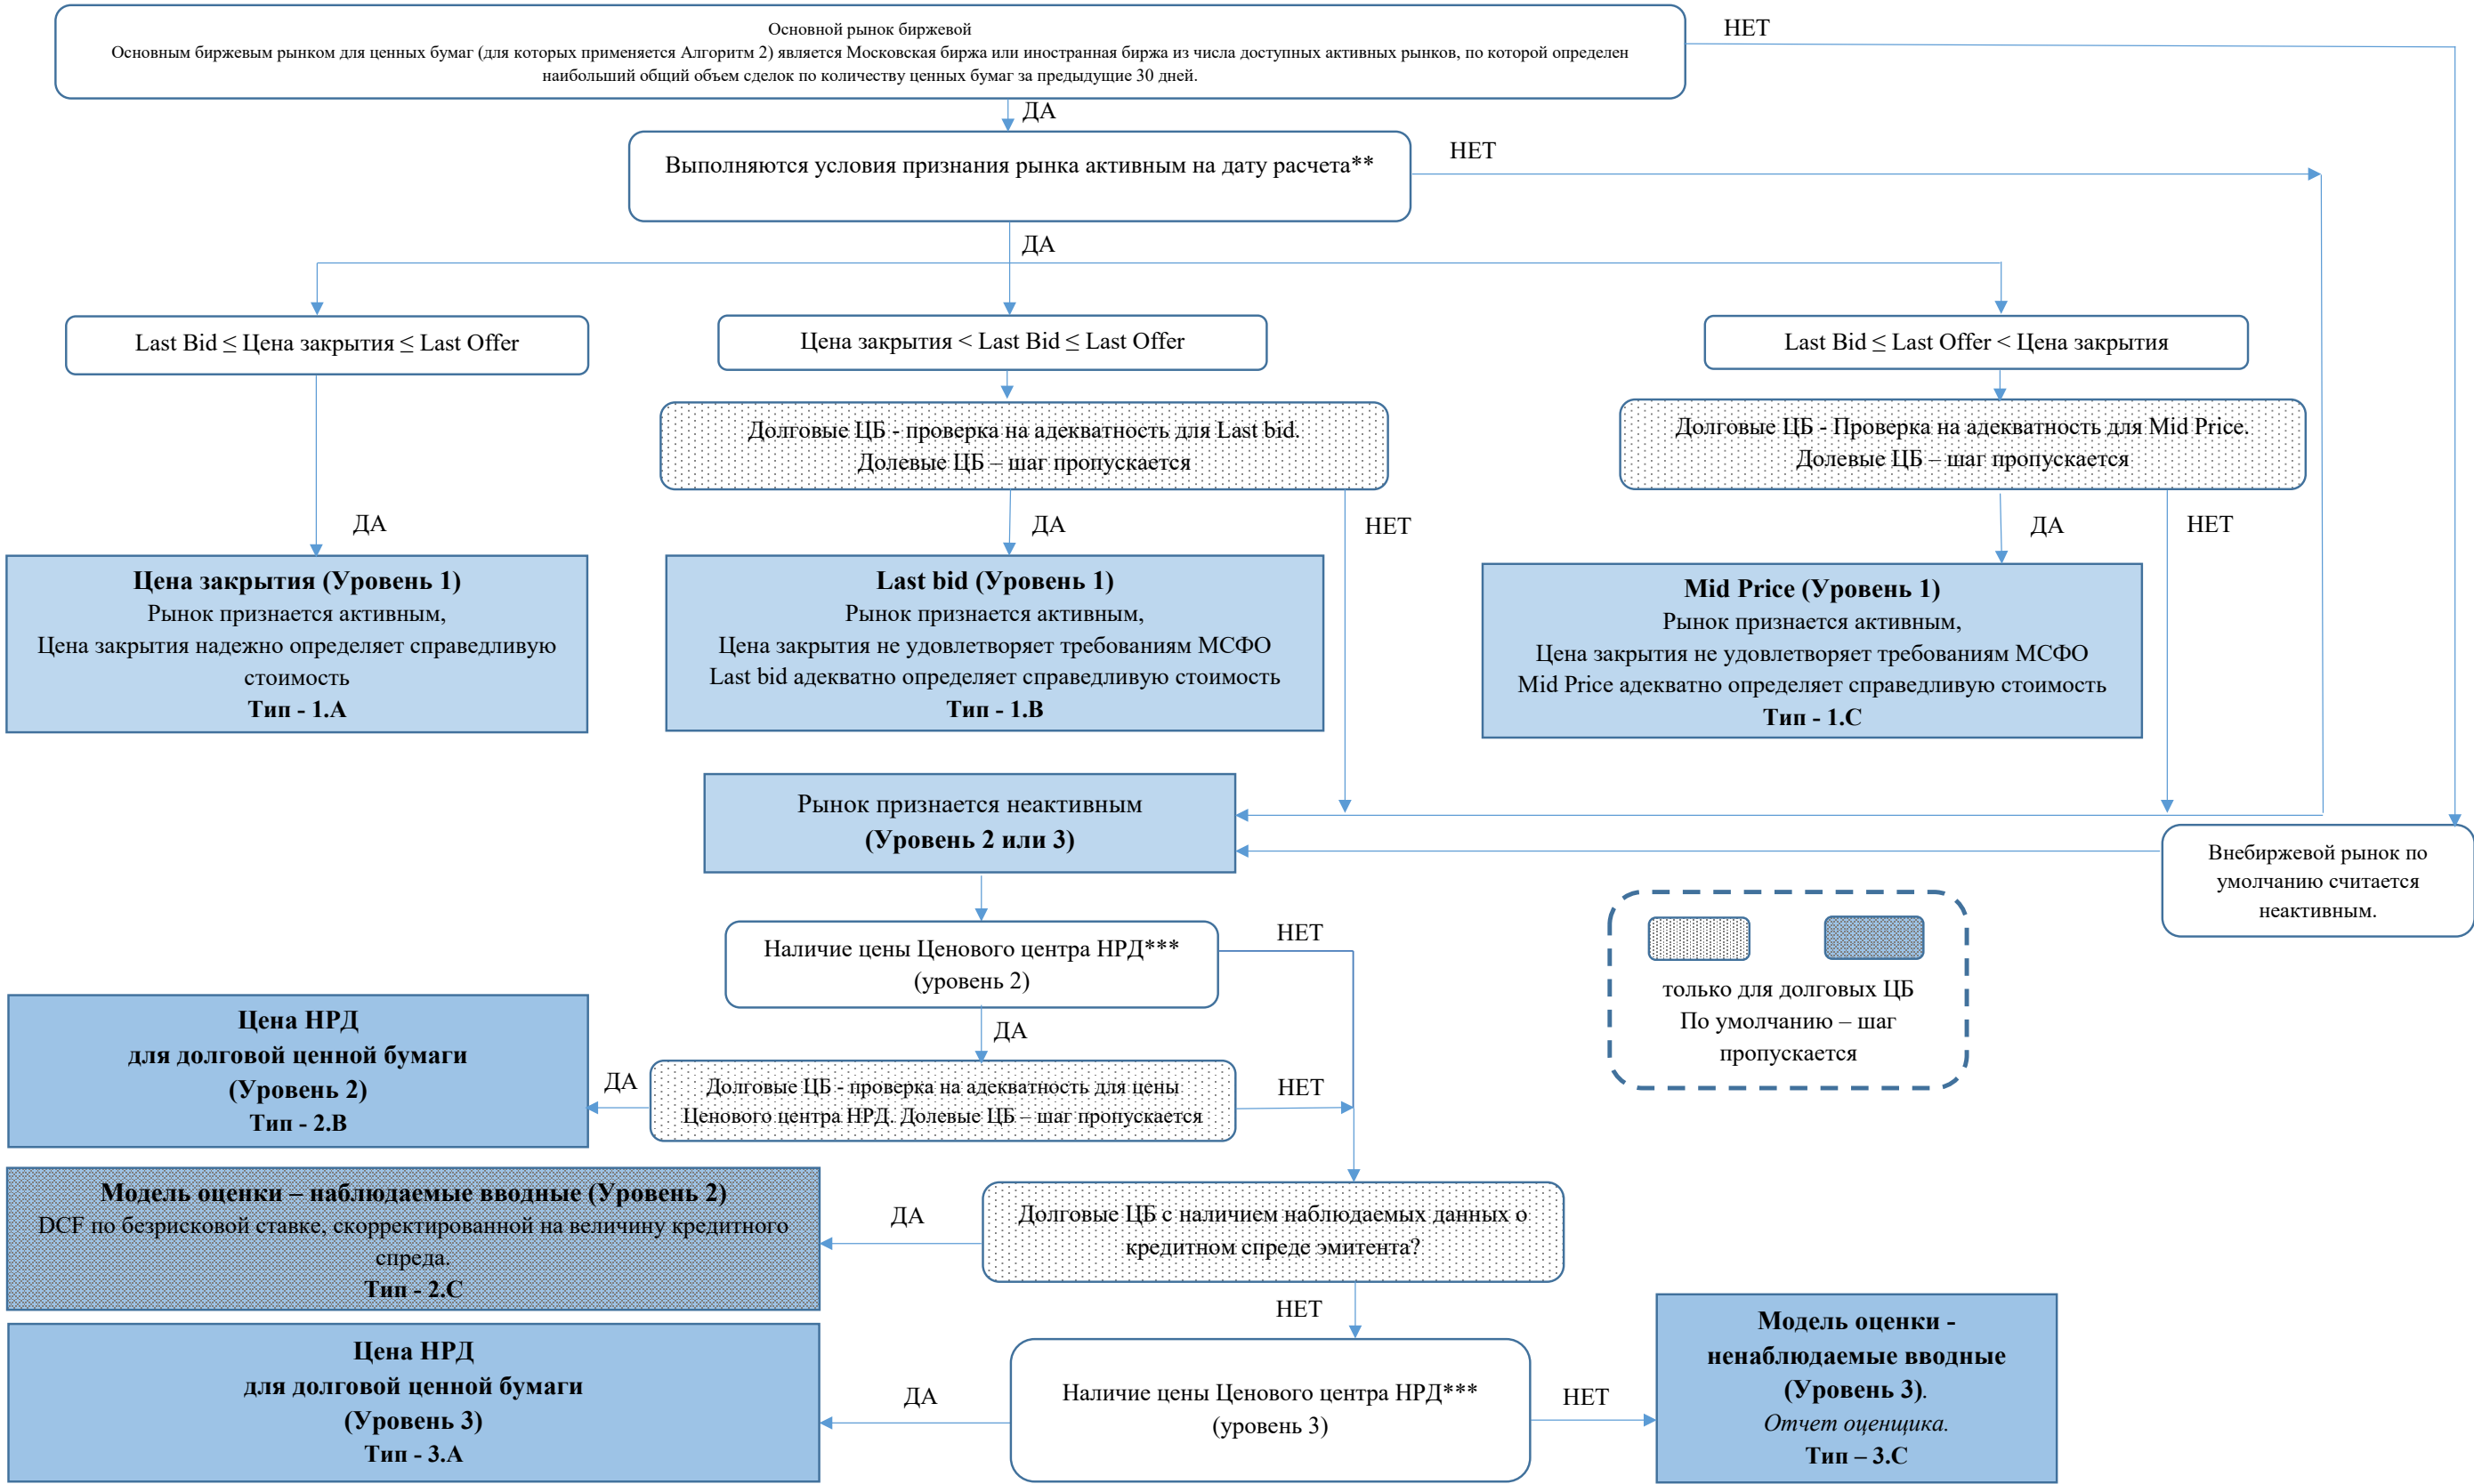 Основной рынок биржевой
Основным биржевым рынком для ценных бумаг (для которых применяется Алгоритм 2) является Московская биржа или иностранная биржа из числа доступных активных рынков, по которой определен
наибольший общий объем сделок по количеству ценных бумаг за предыдущие 30 дней.
НЕТ
ДА
Выполняются условия признания рынка активным на дату расчета**
НЕТ
ДА
Last Bid ≤ Цена закрытия ≤ Last Offer
Цена закрытия < Last Bid ≤ Last Offer
Last Bid ≤ Last Offer < Цена закрытия
Долговые ЦБ - проверка на адекватность для Last bid.
Долевые ЦБ – шаг пропускается
Долговые ЦБ - Проверка на адекватность для Mid Price.
Долевые ЦБ – шаг пропускается
ДА
ДА
НЕТ
ДА
НЕТ
Цена закрытия (Уровень 1)
Рынок признается активным,
Цена закрытия надежно определяет справедливую
стоимость
Тип - 1.A
Last bid (Уровень 1)
Рынок признается активным,
Цена закрытия не удовлетворяет требованиям МСФО
Last bid адекватно определяет справедливую стоимость
Тип - 1.B
Mid Price (Уровень 1)
Рынок признается активным,
Цена закрытия не удовлетворяет требованиям МСФО
Mid Price адекватно определяет справедливую стоимость
Тип - 1.C
Рынок признается неактивным
(Уровень 2 или 3)
Внебиржевой рынок по
умолчанию считается
неактивным.
Наличие цены Ценового центра НРД***
(уровень 2)
НЕТ
ДА
только для долговых ЦБ
По умолчанию – шаг
пропускается
Цена НРД
для долговой ценной бумаги
(Уровень 2)
Тип - 2.B
ДА
Долговые ЦБ - проверка на адекватность для цены
Ценового центра НРД. Долевые ЦБ – шаг пропускается
НЕТ
Модель оценки – наблюдаемые вводные (Уровень 2)
DCF по безрисковой ставке, скорректированной на величину кредитного
спреда.
Тип - 2.C
ДА
Долговые ЦБ с наличием наблюдаемых данных о
кредитном спреде эмитента?
НЕТ
Цена НРД
для долговой ценной бумаги
(Уровень 3)
Тип - 3.A
ДА
Наличие цены Ценового центра НРД***
(уровень 3)
НЕТ
Модель оценки -
ненаблюдаемые вводные
(Уровень 3).
Отчет оценщика.
Тип – 3.C